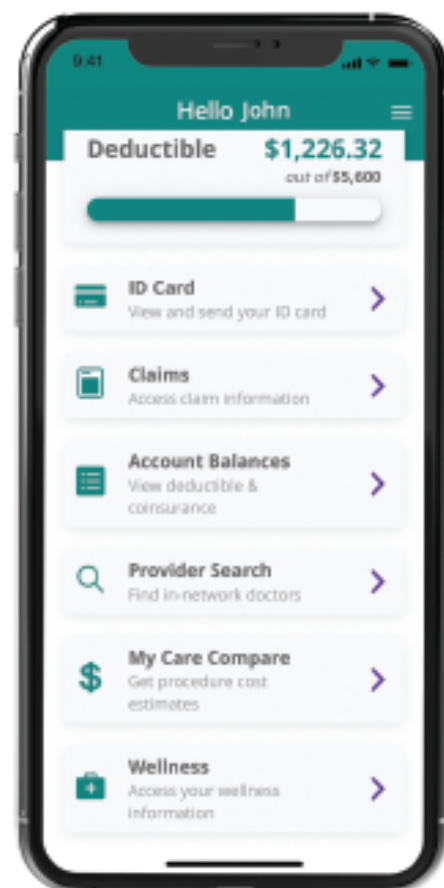 9:41
Hello John
Deductible $1,226.32
out of $5,600
ID Card
View and send your ID card
Claims
Access claim information
Account Balances
View deductible &
coinsurance
Provider Search
Find in-network doctors
My Care Compare
Get procedure cost
estimates
Wellness
Access your wellness
information